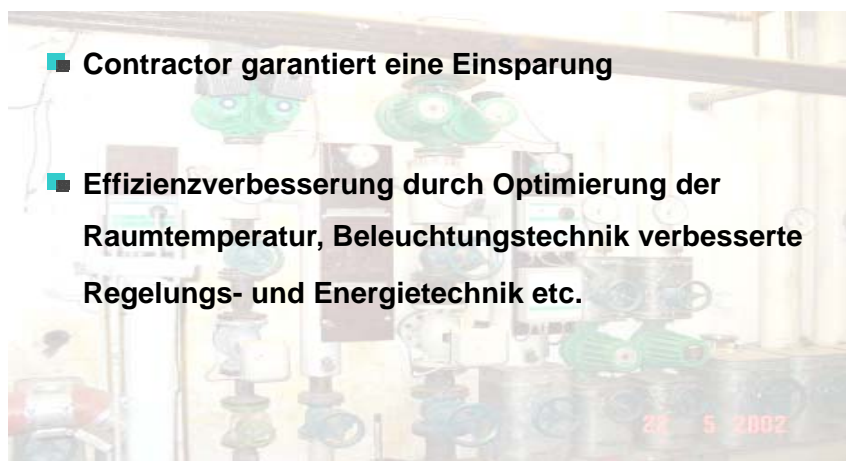 Contractor garantiert eine Einsparung
Effizienzverbesserung durch Optimierung der
Raumtemperatur, Beleuchtungstechnik verbesserte
Regelungs- und Energietechnik etc.
22 5 2002